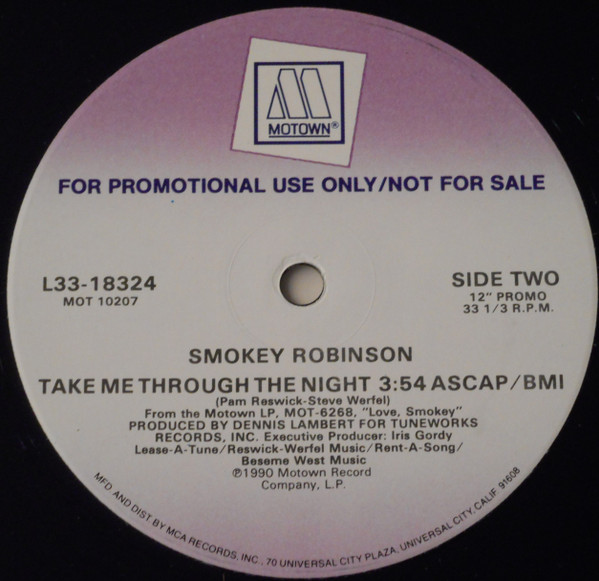 MOTOWN®
FOR PROMOTIONAL USE ONLY/NOT FOR SALE
L33-18324
MOT 10207
SIDE TWO
12" PROMO
33 1/3 R.P.M.
SMOKEY ROBINSON
TAKE ME THROUGH THE NIGHT 3:54 ASCAP/BMI
(Pam Reswick-Steve Werfel)
From the Motown LP, MOT-6268, "Love, Smokey"
PRODUCED BY DENNIS LAMBERT FOR TUNEWORKS
RECORDS, INC. Executive Producer: Iris Gordy
Lease-A-Tune/Reswick-Werfel Music/Rent-A-Song/
Beseme West Music
℗1990 Motown Record
Company, L.P.
MFD AND DIST BY MCA RECORDS, INC., 70 UNIVERSAL CITY PLAZA, UNIVERSAL CITY, CALIF. 91608